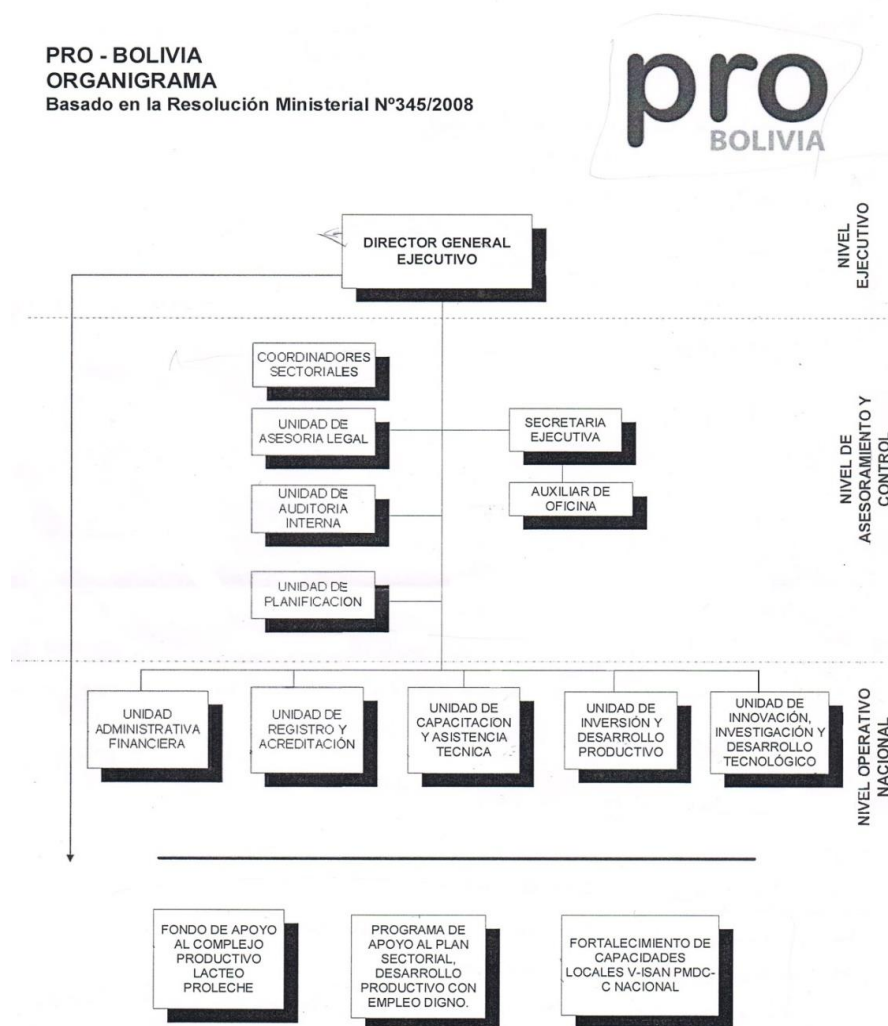 PRO - BOLIVIA
ORGANIGRAMA
Basado en la Resolución Ministerial Nº345/2008
pro
BOLIVIA
DIRECTOR GENERAL
EJECUTIVO
NIVEL
EJECUTIVO
COORDINADORES
SECTORIALES
UNIDAD DE
ASESORIA LEGAL
SECRETARIA
EJECUTIVA
UNIDAD DE
AUDITORIA
INTERNA
AUXILIAR DE
OFICINA
UNIDAD DE
PLANIFICACION
NIVEL DE
ASESORAMIENTO Y
CONTROL
UNIDAD
ADMINISTRATIVA
FINANCIERA
UNIDAD DE
REGISTRO Y
ACREDITACIÓN
UNIDAD DE
CAPACITACION
Y ASISTENCIA
TECNICA
UNIDAD DE
INVERSIÓN Y
DESARROLLO
PRODUCTIVO
UNIDAD DE
INNOVACIÓN,
INVESTIGACIÓN Y
DESARROLLO
TECNOLÓGICO
NIVEL OPERATIVO
NACIONAL
FONDO DE APOYO
AL COMPLEJO
PRODUCTIVO
LACTEO
PROLECHE
PROGRAMA DE
APOYO AL PLAN
SECTORIAL,
DESARROLLO
PRODUCTIVO CON
EMPLEO DIGNO.
FORTALECIMIENTO DE
CAPACIDADES
LOCALES V-ISAN PMDC-
C NACIONAL